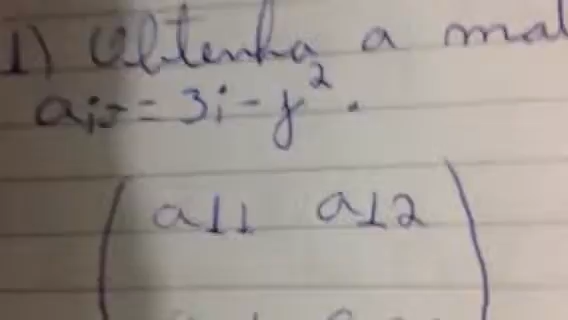 1) Obtenha a
aij = 3i - j².
a11 a12